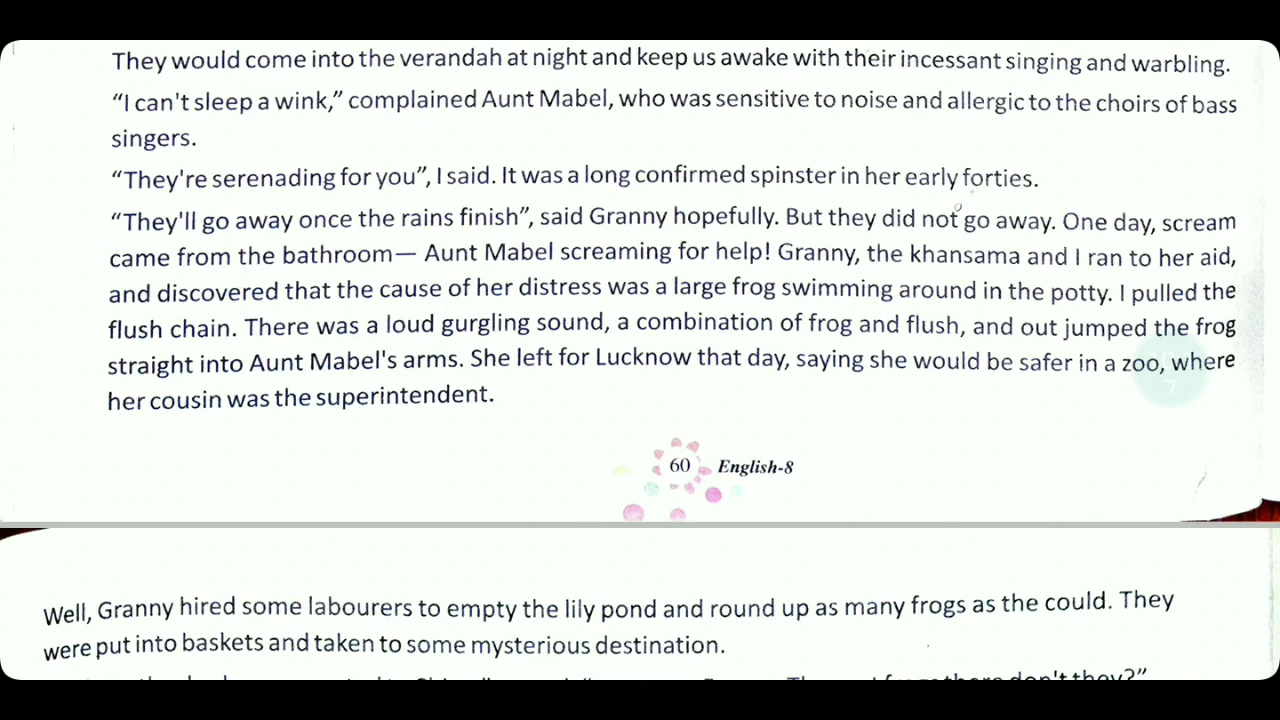 They would come into the verandah at night and keep us awake with their incessant singing and warbling.
“I can't sleep a wink,” complained Aunt Mabel, who was sensitive to noise and allergic to the choirs of bass
singers.
“They're serenading for you”, I said. It was a long confirmed spinster in her early forties.
“They'll go away once the rains finish”, said Granny hopefully. But they did not go away. One day, scream
came from the bathroom— Aunt Mabel screaming for help! Granny, the khansama and I ran to her aid,
and discovered that the cause of her distress was a large frog swimming around in the potty. I pulled the
flush chain. There was a loud gurgling sound, a combination of frog and flush, and out jumped the frog
straight into Aunt Mabel's arms. She left for Lucknow that day, saying she would be safer in a zoo, where
her cousin was the superintendent.
60 English-8
Well, Granny hired some labourers to empty the lily pond and round up as many frogs as the could. They
were put into baskets and taken to some mysterious destination.
there don't they?”